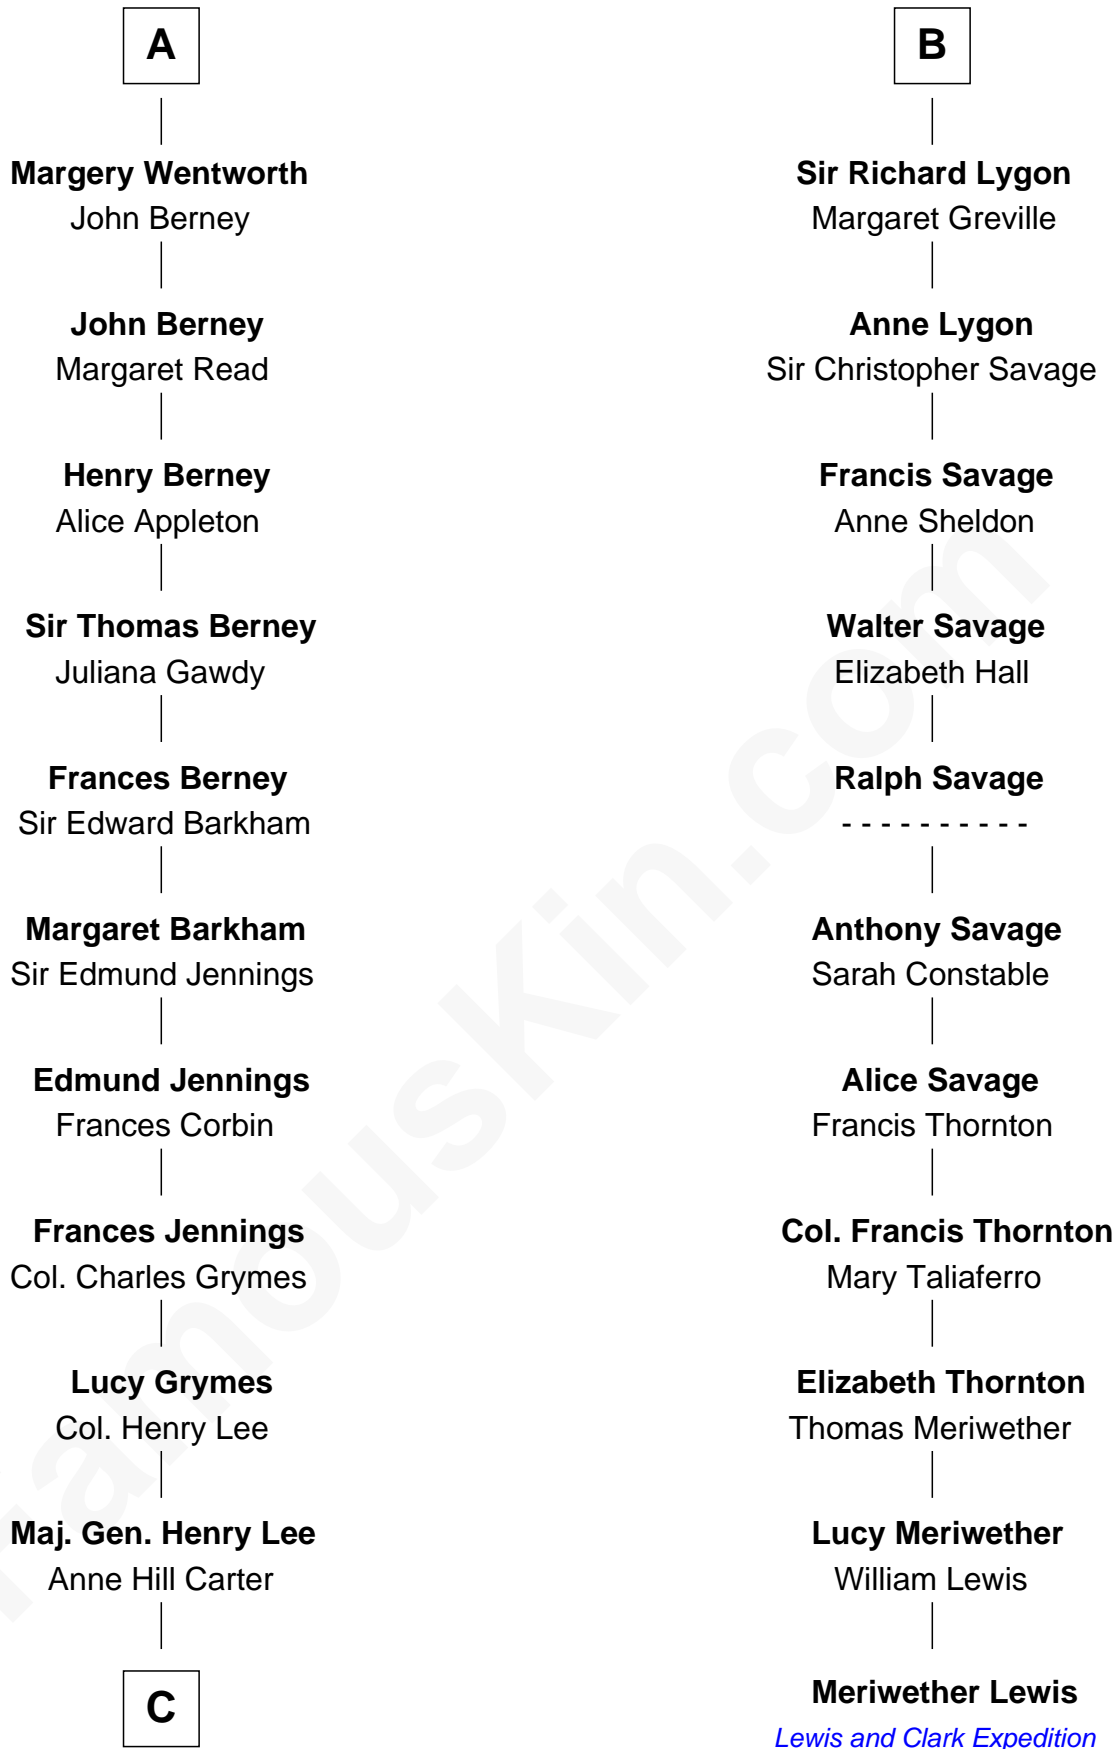 A
Margery Wentworth
John Berney
John Berney
Margaret Read
Henry Berney
Alice Appleton
Sir Thomas Berney
Juliana Gawdy
Frances Berney
Sir Edward Barkham
Margaret Barkham
Sir Edmund Jennings
Edmund Jennings
Frances Corbin
Frances Jennings
Col. Charles Grymes
Lucy Grymes
Col. Henry Lee
Maj. Gen. Henry Lee
Anne Hill Carter
C
B
Sir Richard Lygon
Margaret Greville
Anne Lygon
Sir Christopher Savage
Francis Savage
Anne Sheldon
Walter Savage
Elizabeth Hall
Ralph Savage
- - - - - - - - - -
Anthony Savage
Sarah Constable
Alice Savage
Francis Thornton
Col. Francis Thornton
Mary Taliaferro
Elizabeth Thornton
Thomas Meriwether
Lucy Meriwether
William Lewis
Meriwether Lewis
Lewis and Clark Expedition
FamousKin.com